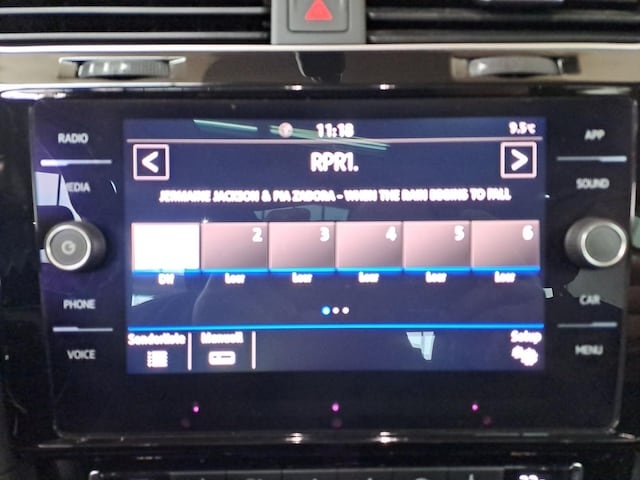 RADIO
MEDIA
PHONE
VOICE
11:18
9.5°C
RPR1.
JERMAINE JACKSON & PIA ZADORA - WHEN THE RAIN BEGINS TO FALL
2 3 4 5 6
Leer Leer Leer Leer Leer
Senderliste Manuell Setup
APP
SOUND
CAR
MENU